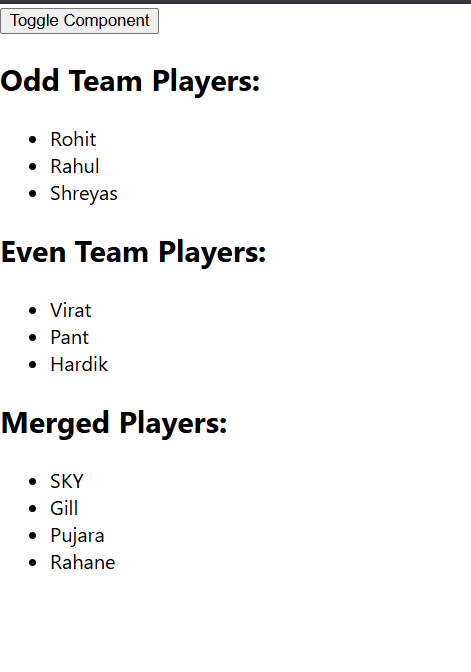 Toggle Component
Odd Team Players:
Rohit
Rahul
Shreyas
Even Team Players:
Virat
Pant
Hardik
Merged Players:
SKY
Gill
Pujara
Rahane